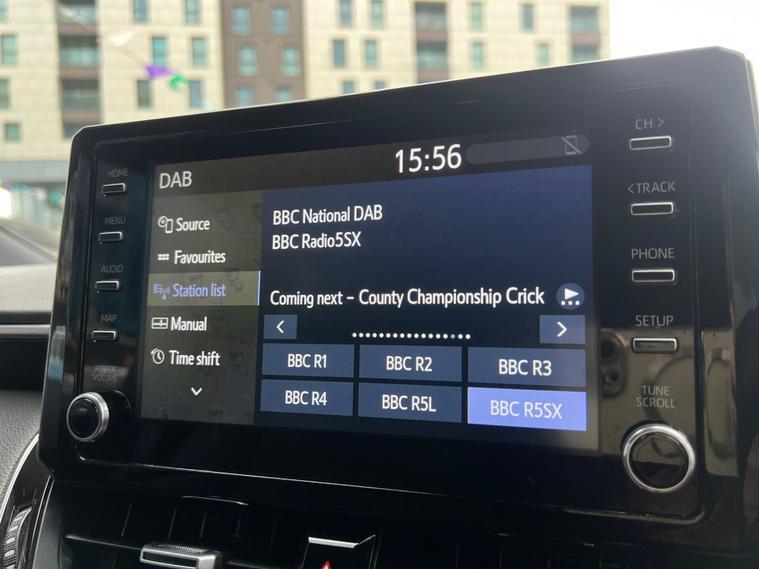 DAB
15:56
HOME
MENU
AUDIO
MAP
POWER
VOLUME
Source
Favourites
Station list
Manual
Time shift
BBC National DAB
BBC Radio5SX
Coming next – County Championship Crick
BBC R1
BBC R2
BBC R3
BBC R4
BBC R5L
BBC R5SX
CH >
< TRACK
PHONE
SETUP
TUNE
SCROLL